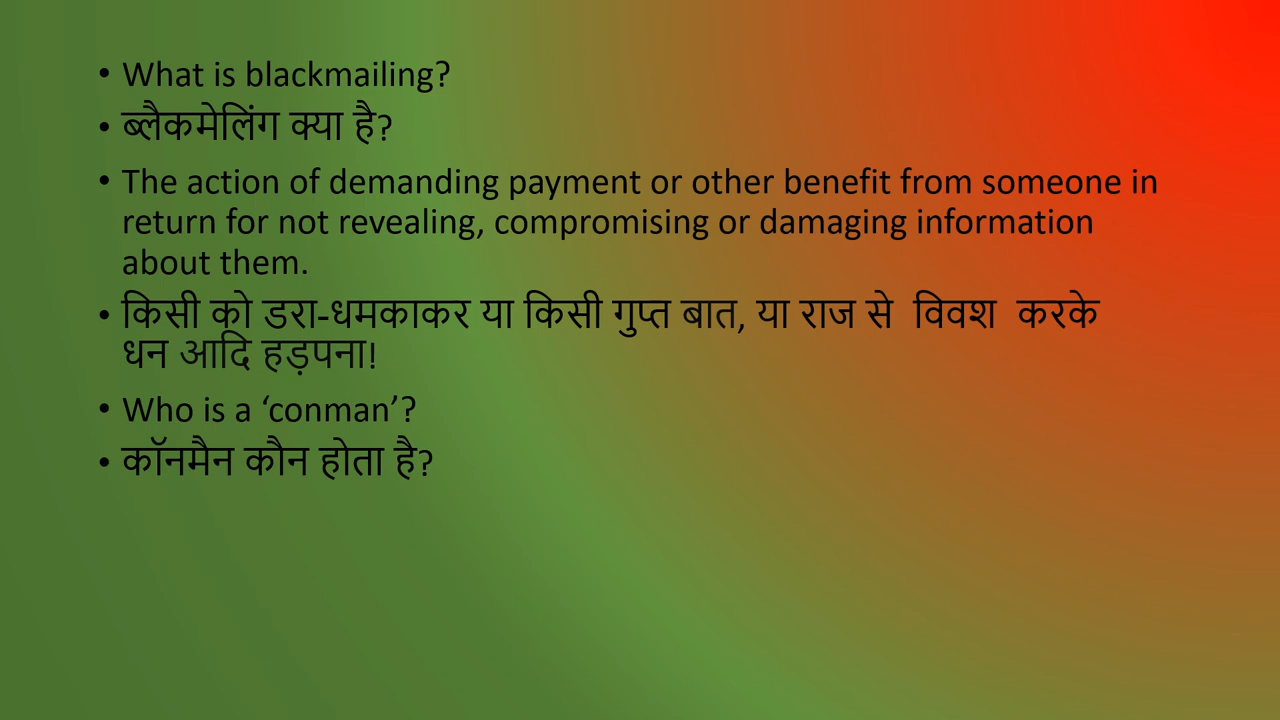 • What is blackmailing?
• ब्लैकमेलिंग क्या है?
• The action of demanding payment or other benefit from someone in
return for not revealing, compromising or damaging information
about them.
• किसी को डरा-धमकाकर या किसी गुप्त बात, या राज से  विवश  करके
धन आदि हड़पना!
• Who is a ‘conman’?
• कॉनमैन कौन होता है?